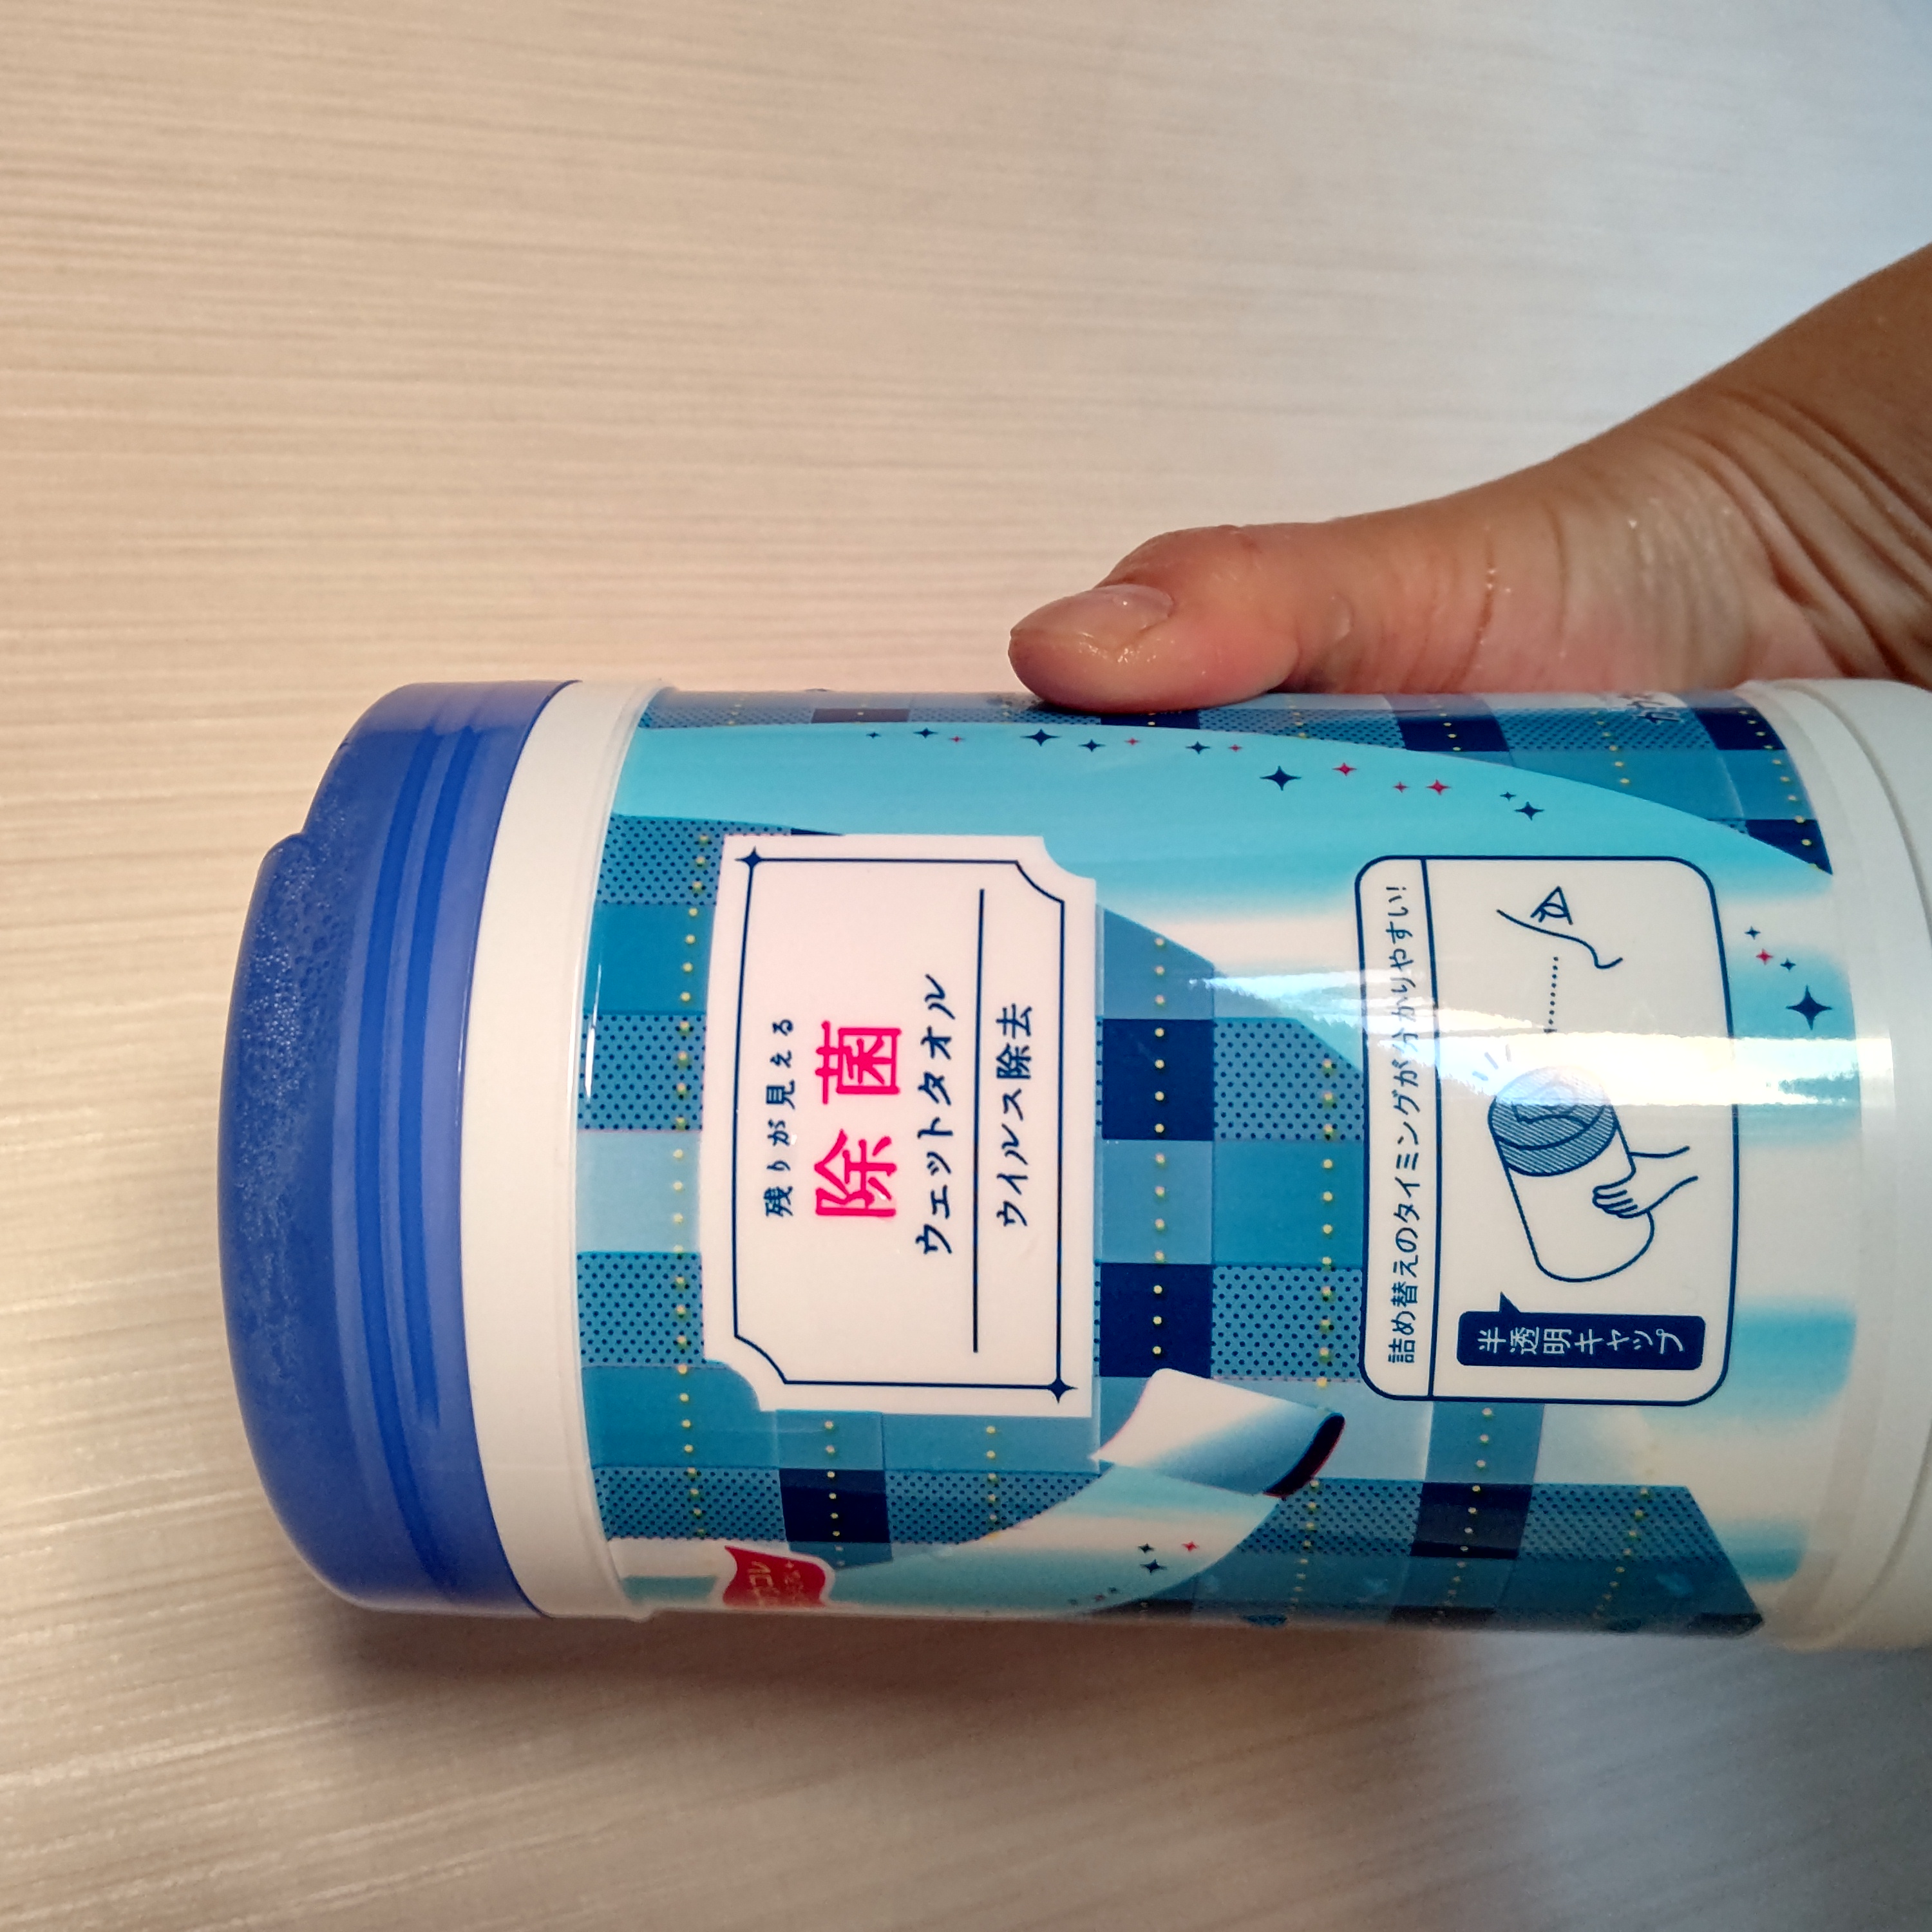 残りが見える
除菌
ウェットタオル
ウイルス除去
詰め替えのタイミングが分かりやすい!
半透明キャップ